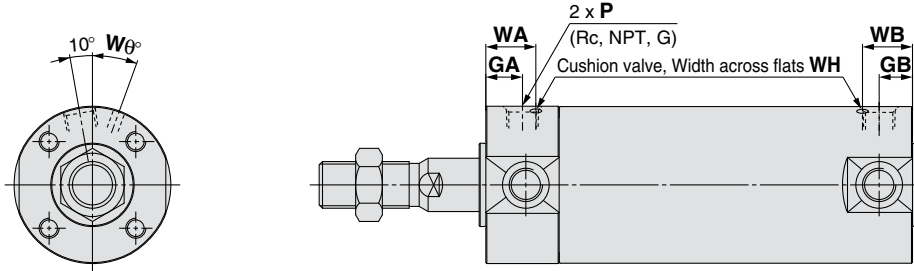 10° Wθ°
2 x P
(Rc, NPT, G)
WA
GA
Cushion valve, Width across flats WH
WB
GB